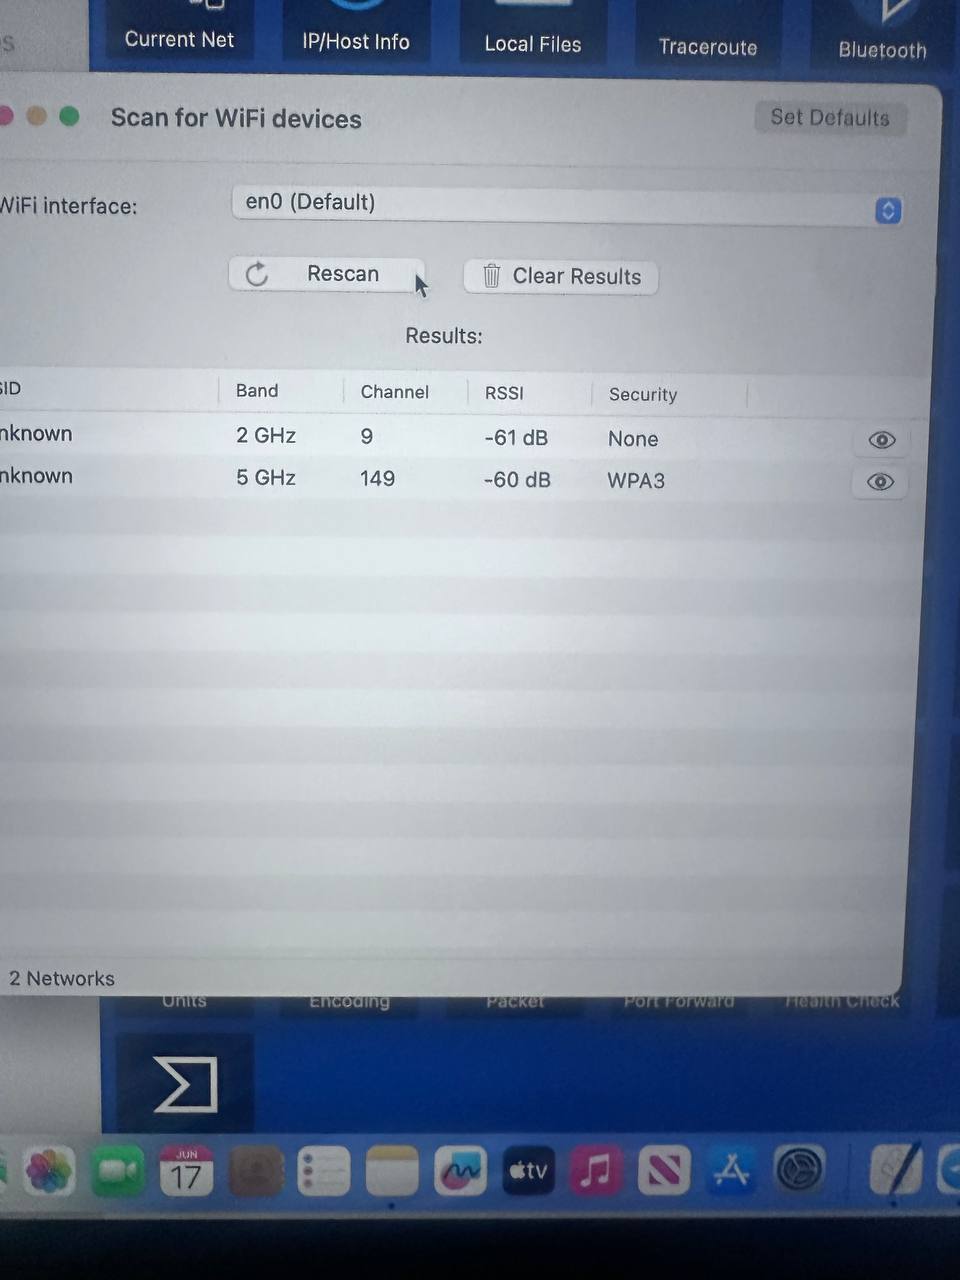 Current Net
IP/Host Info
Local Files
Traceroute
Bluetooth
Scan for WiFi devices
Set Defaults
WiFi interface:
en0 (Default)
Rescan
Clear Results
Results:
SID Band Channel RSSI Security
nknown 2 GHz 9 -61 dB None
nknown 5 GHz 149 -60 dB WPA3
2 Networks
Units
Encoding
Packet
Port Forward
Health Check
JUN
17
tv